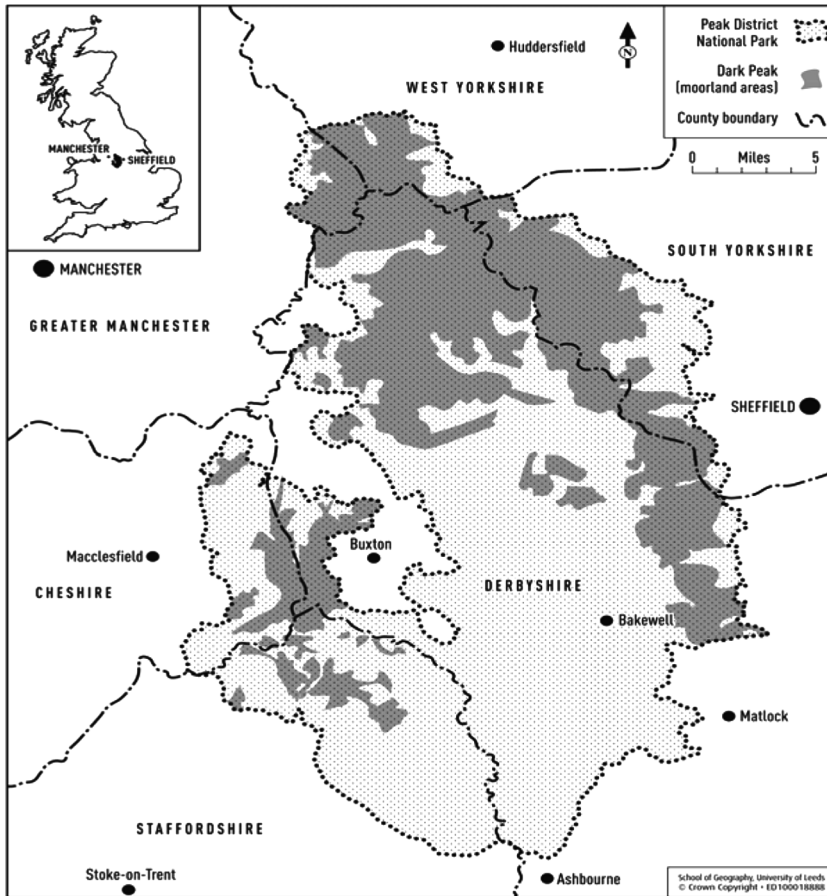 Peak District
National Park
Dark Peak
(moorland areas)
County boundary
0 Miles 5
N
MANCHESTER
SHEFFIELD
Huddersfield
WEST YORKSHIRE
SOUTH YORKSHIRE
MANCHESTER
GREATER MANCHESTER
SHEFFIELD
Macclesfield
Buxton
CHESHIRE
DERBYSHIRE
Bakewell
Matlock
STAFFORDSHIRE
Stoke-on-Trent
Ashbourne
School of Geography, University of Leeds
© Crown Copyright • ED100018888